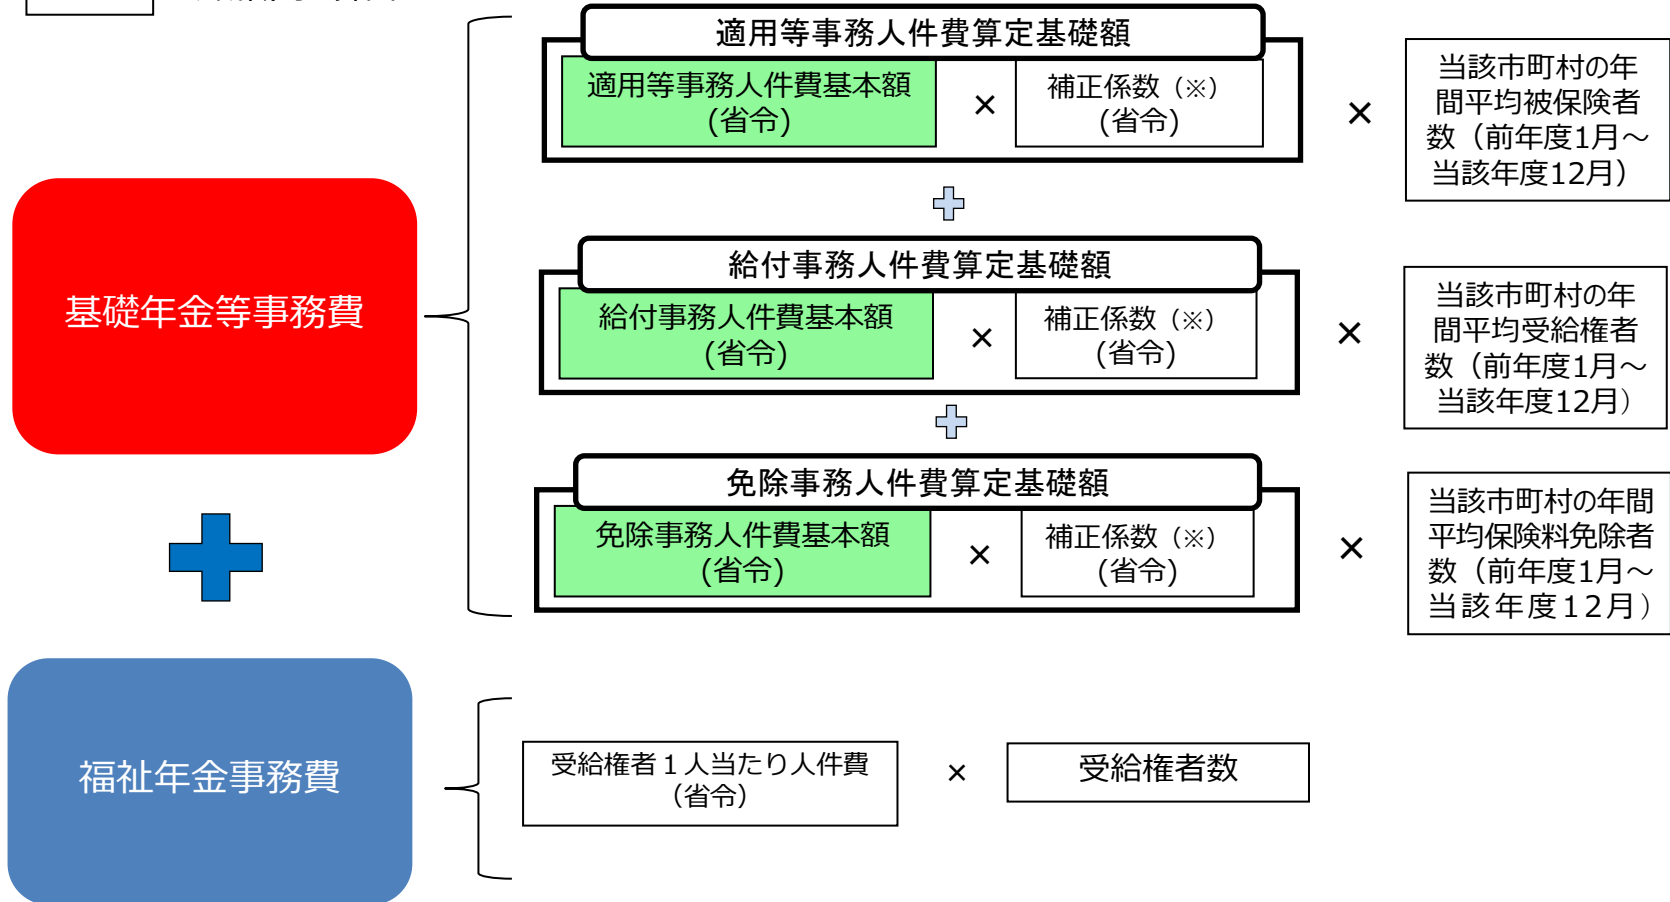 適用等事務人件費算定基礎額
適用等事務人件費基本額
(省令)
×
補正係数（※）
(省令)
×
当該市町村の年
間平均被保険者
数（前年度1月～
当該年度12月）
給付事務人件費算定基礎額
給付事務人件費基本額
(省令)
×
補正係数（※）
(省令)
×
当該市町村の年
間平均受給権者
数（前年度1月～
当該年度12月）
基礎年金等事務費
免除事務人件費算定基礎額
免除事務人件費基本額
(省令)
×
補正係数（※）
(省令)
×
当該市町村の年間
平均保険料免除者
数（前年度1月～
当該年度12月）
福祉年金事務費
受給権者１人当たり人件費
（省令）
×
受給権者数